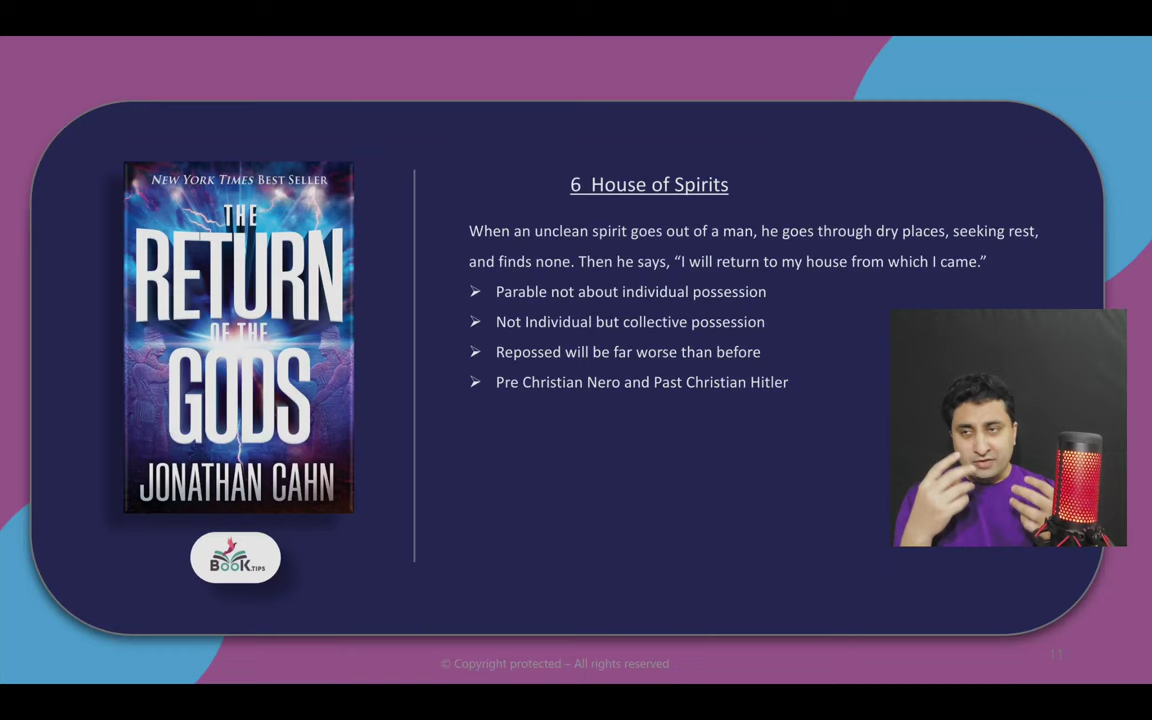 NEW YORK TIMES BEST SELLER
THE
RETURN
OF THE
GODS
JONATHAN CAHN
BOOK.TIPS
6 House of Spirits
When an unclean spirit goes out of a man, he goes through dry places, seeking rest,
and finds none. Then he says, “I will return to my house from which I came.”
➢ Parable not about individual possession
➢ Not Individual but collective possession
➢ Repossed will be far worse than before
➢ Pre Christian Nero and Past Christian Hitler
© Copyright protected – All rights reserved
11